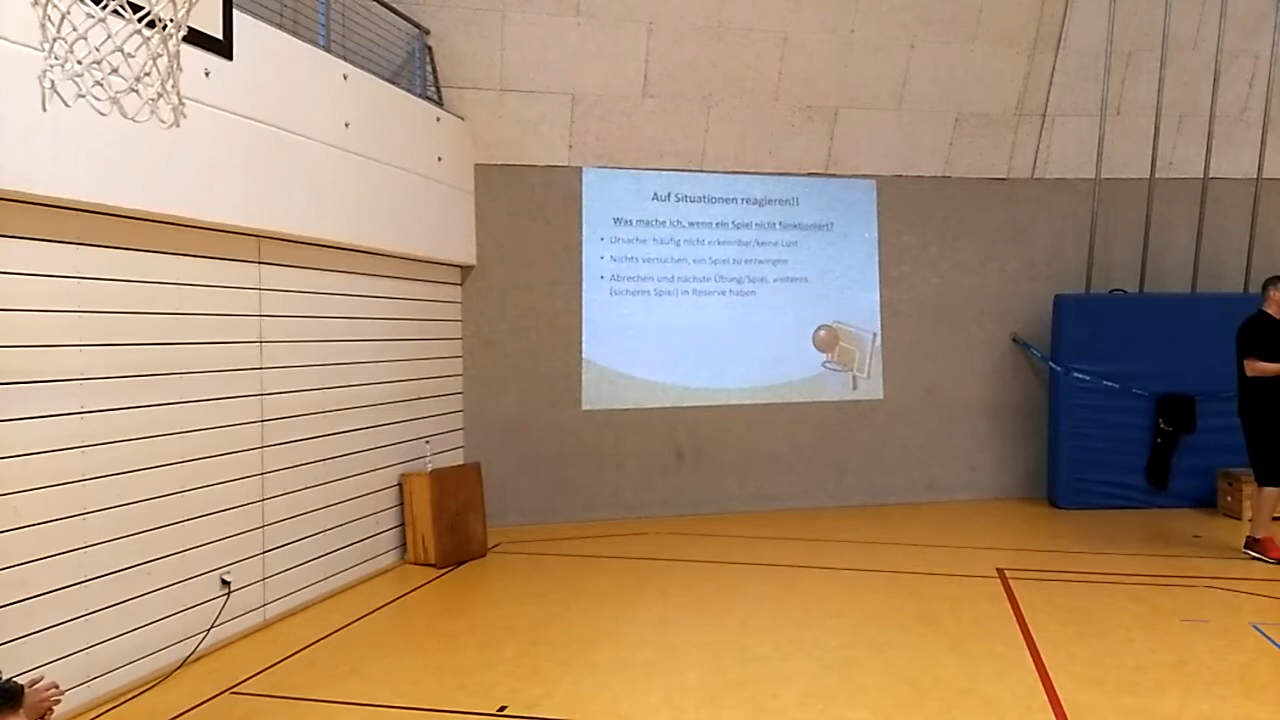 Auf Situationen reagieren!!
Was mache ich, wenn ein Spiel nicht funktioniert?
• Ursache: häufig nicht erkennbar/keine Lust
• Nichts versuchen, ein Spiel zu erzwingen
• Abrechen und nächste Übung/Spiel, weiteres
(sicheres Spiel) in Reserve haben